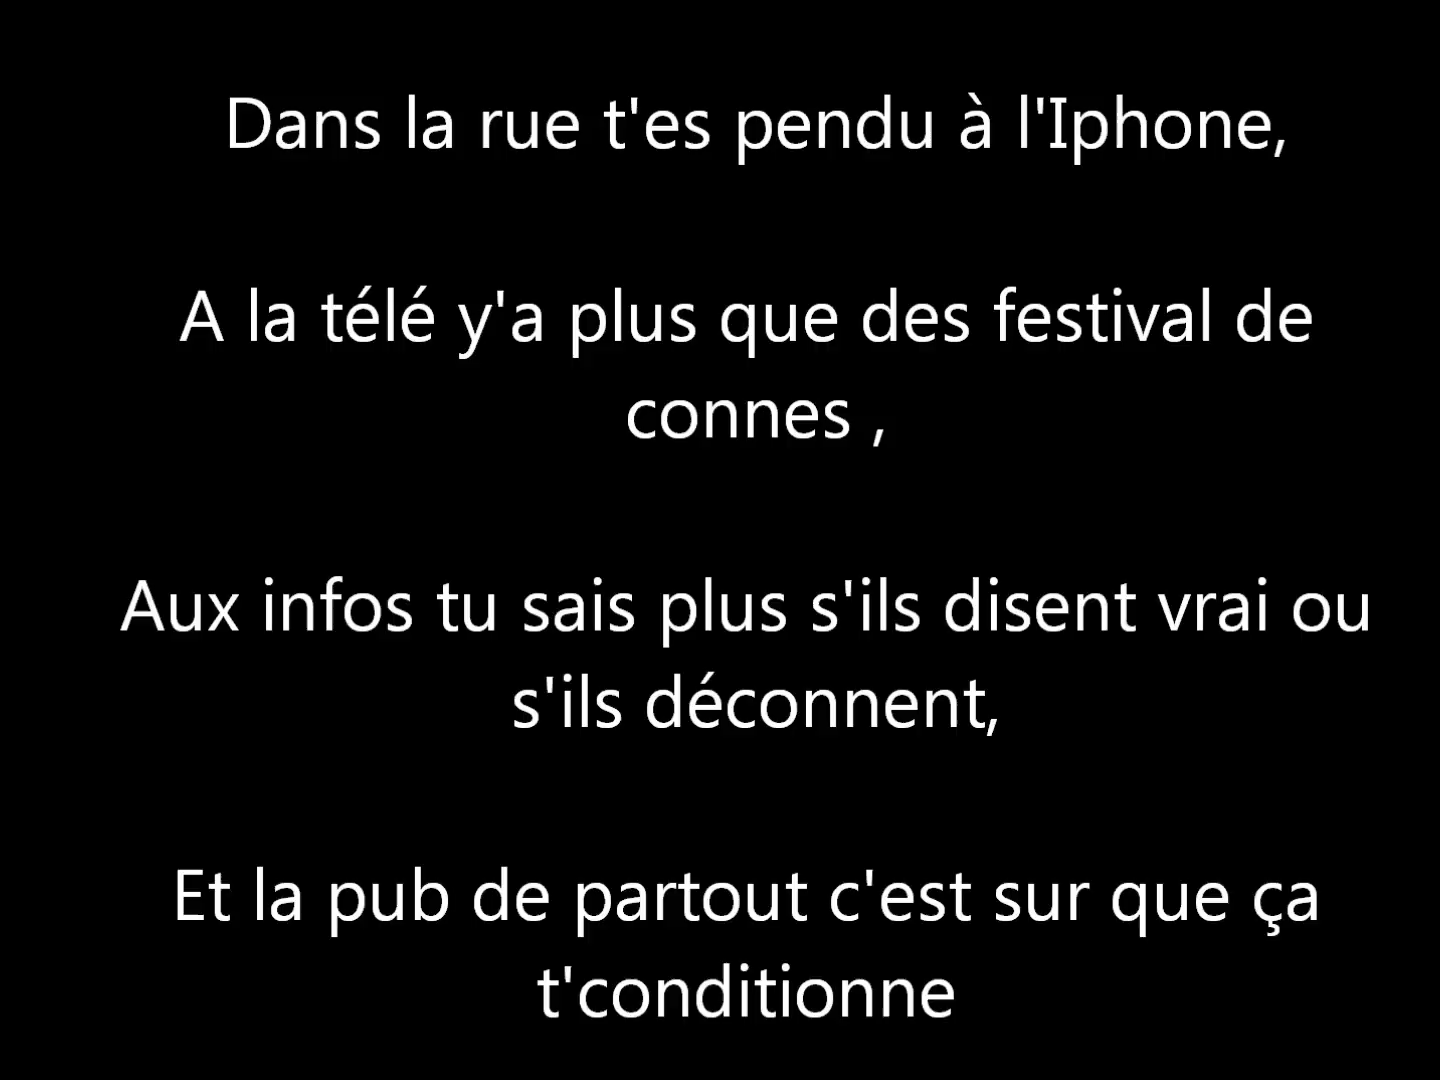 Dans la rue t'es pendu à l'Iphone,
A la télé y'a plus que des festival de
connes ,
Aux infos tu sais plus s'ils disent vrai ou
s'ils déconnent,
Et la pub de partout c'est sur que ça
t'conditionne